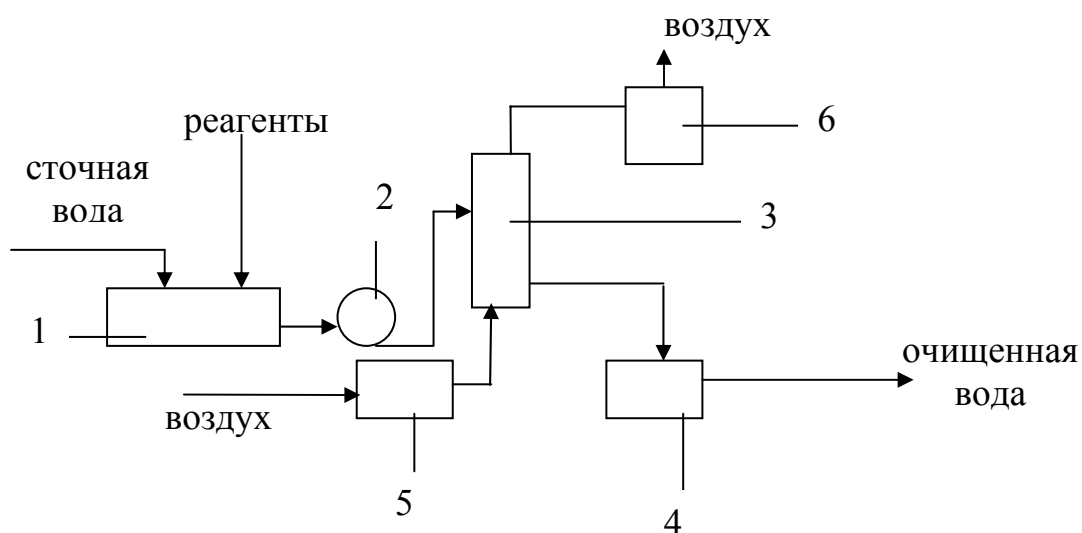 воздух
реагенты
6
сточная
вода
2
3
1
очищенная
вода
воздух
5
4